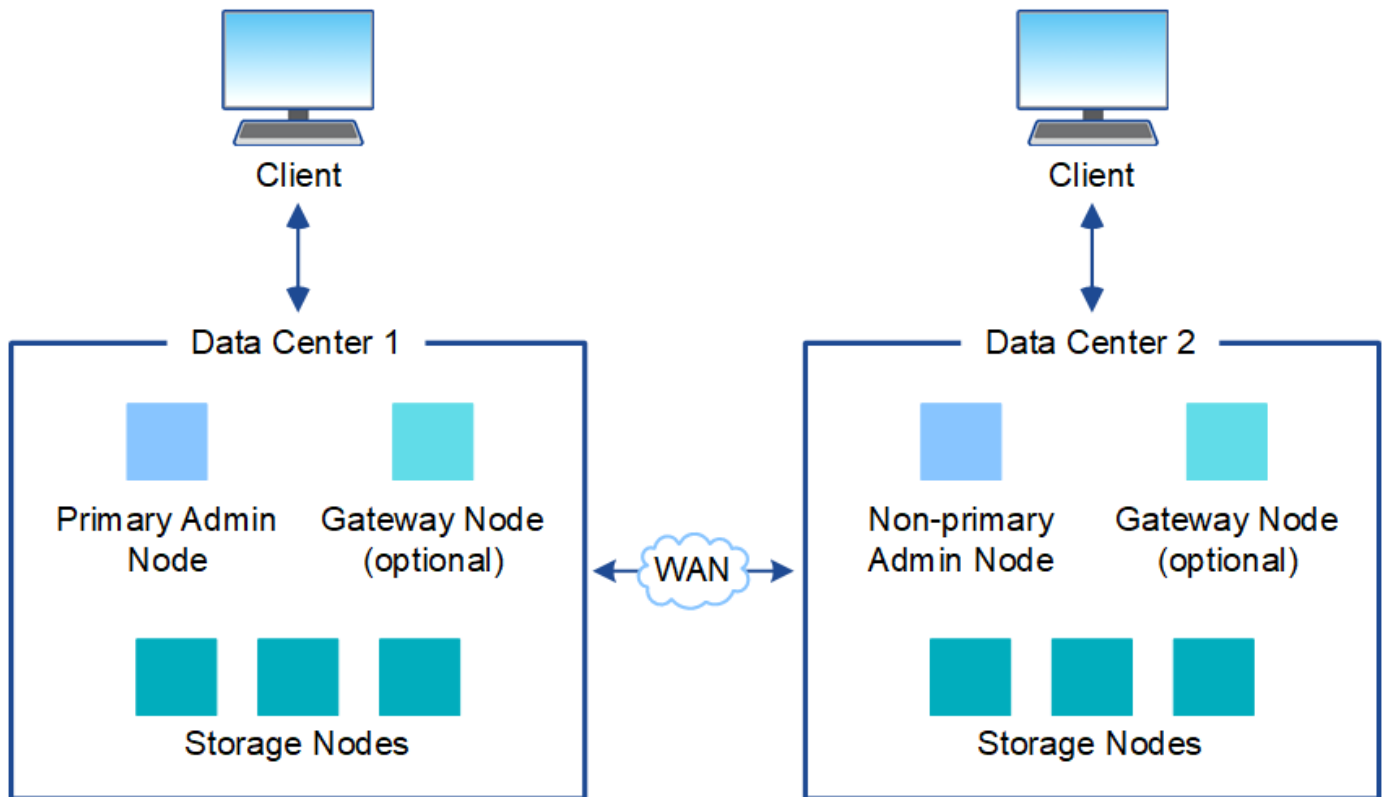 Client
Client
Data Center 1
Data Center 2
Primary Admin
Node
Gateway Node
(optional)
WAN
Non-primary
Admin Node
Gateway Node
(optional)
Storage Nodes
Storage Nodes